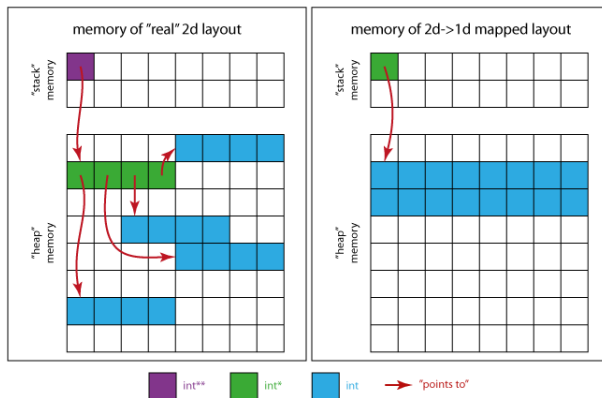 memory of "real" 2d layout
"stack"
memory
"heap"
memory
memory of 2d->1d mapped layout
"stack"
memory
"heap"
memory
int**
int*
int
"points to"